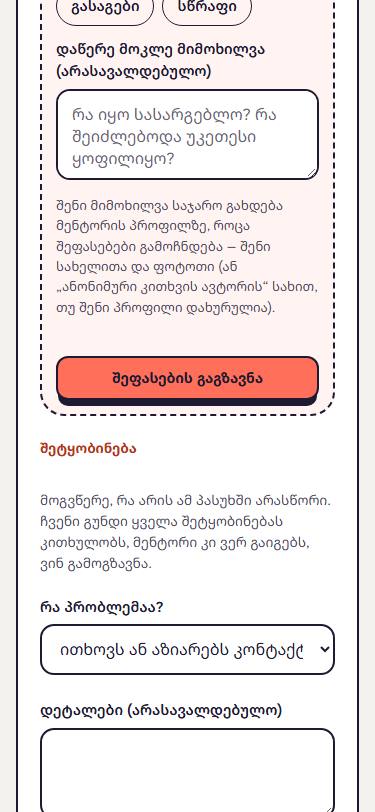 გასაგები
სწრაფი
დაწერე მოკლე მიმოხილვა
(არასავალდებულო)
რა იყო სასარგებლო? რა
შეიძლებოდა უკეთესი
ყოფილიყო?
შენი მიმოხილვა საჯარო გახდება
მენტორის პროფილზე, როცა
შეფასებები გამოჩნდება – შენი
სახელითა და ფოტოთი (ან
„ანონიმური კითხვის ავტორის“ სახით,
თუ შენი პროფილი დახურულია).
შეფასების გაგზავნა
შეტყობინება
მოგვწერე, რა არის ამ პასუხში არასწორი.
ჩვენი გუნდი ყველა შეტყობინებას
კითხულობს, მენტორი კი ვერ გაიგებს,
ვინ გამოგზავნა.
რა პრობლემაა?
ითხოვს ან აზიარებს
დეტალები (არასავალდებულო)